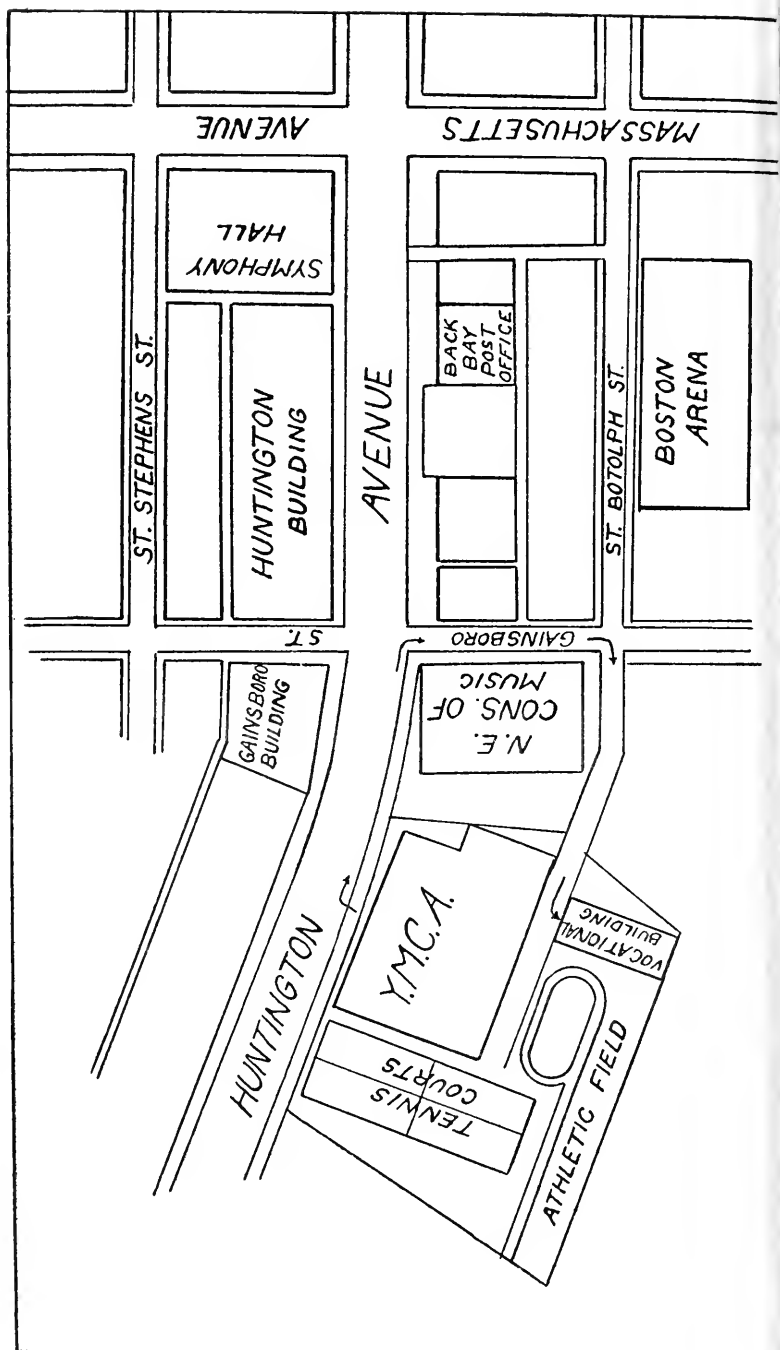 MASSACHUSETTS
AVENUE
SYMPHONY
HALL
ST. STEPHENS ST.
HUNTINGTON
BUILDING
AVENUE
BACK
BAY
POST
OFFICE
ST. BOTOLPH ST.
BOSTON
ARENA
ST.
GAINSBORO
GAINSBORO
BUILDING
N.E.
CONS. OF
MUSIC
HUNTINGTON
Y.M.C.A.
VOCATIONAL
BUILDING
TENNIS
COURTS
ATHLETIC FIELD